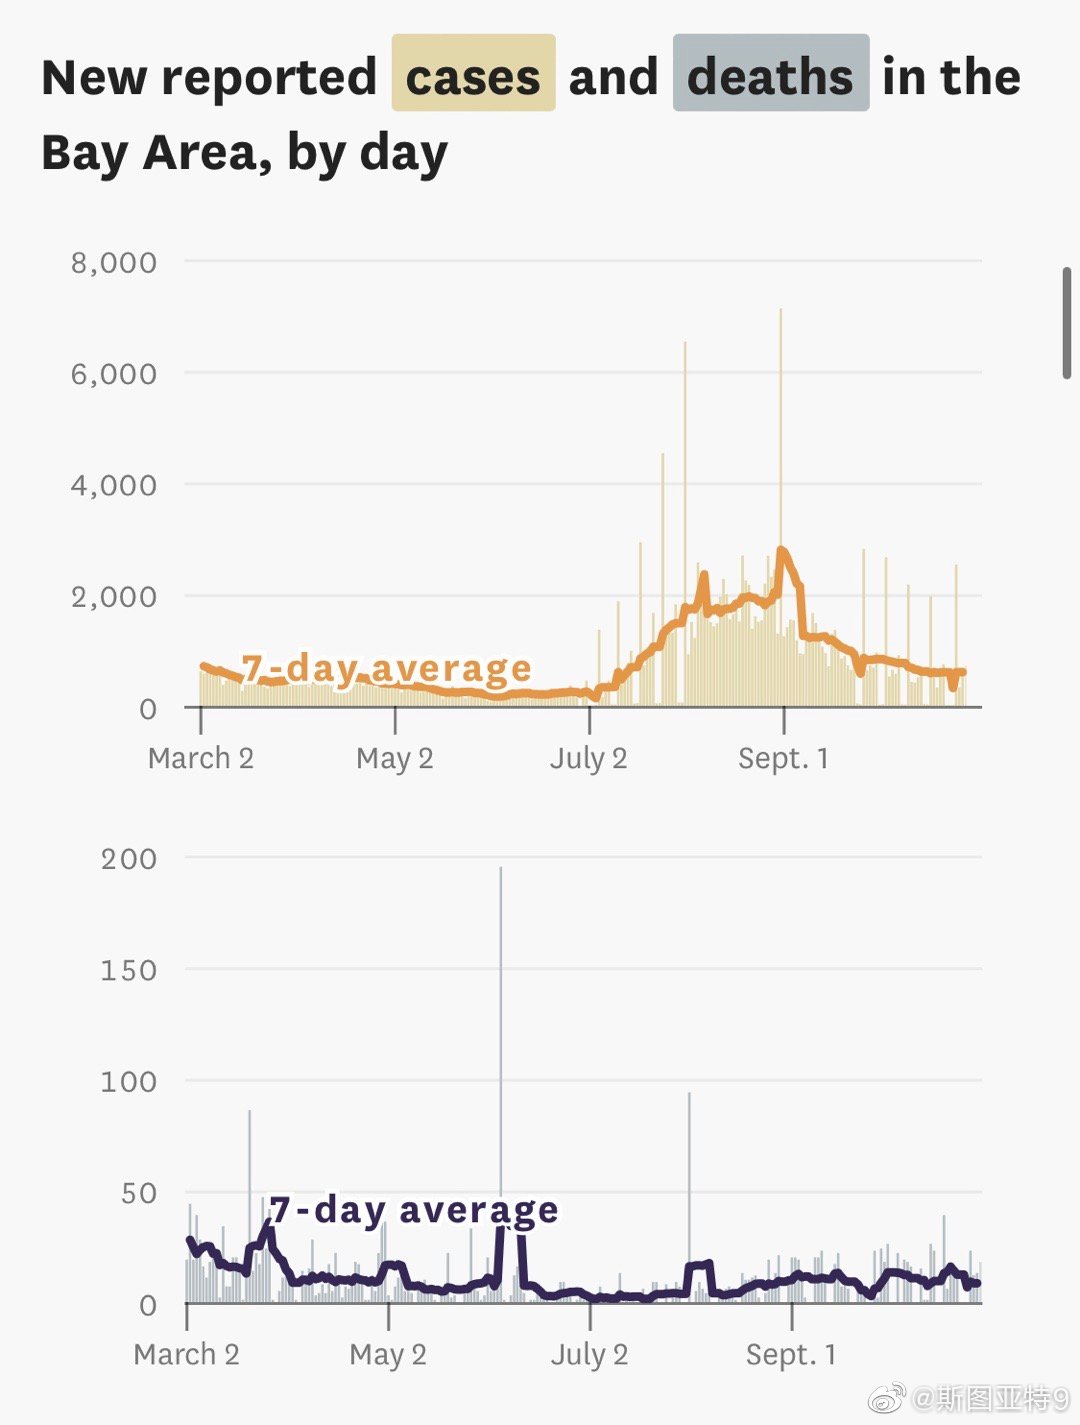 New reported cases and deaths in the
Bay Area, by day
8,000
6,000
4,000
2,000
0
7-day average
March 2
May 2
July 2
Sept. 1
200
150
100
50
0
7-day average
March 2
May 2
July 2
Sept. 1
@斯图亚特9